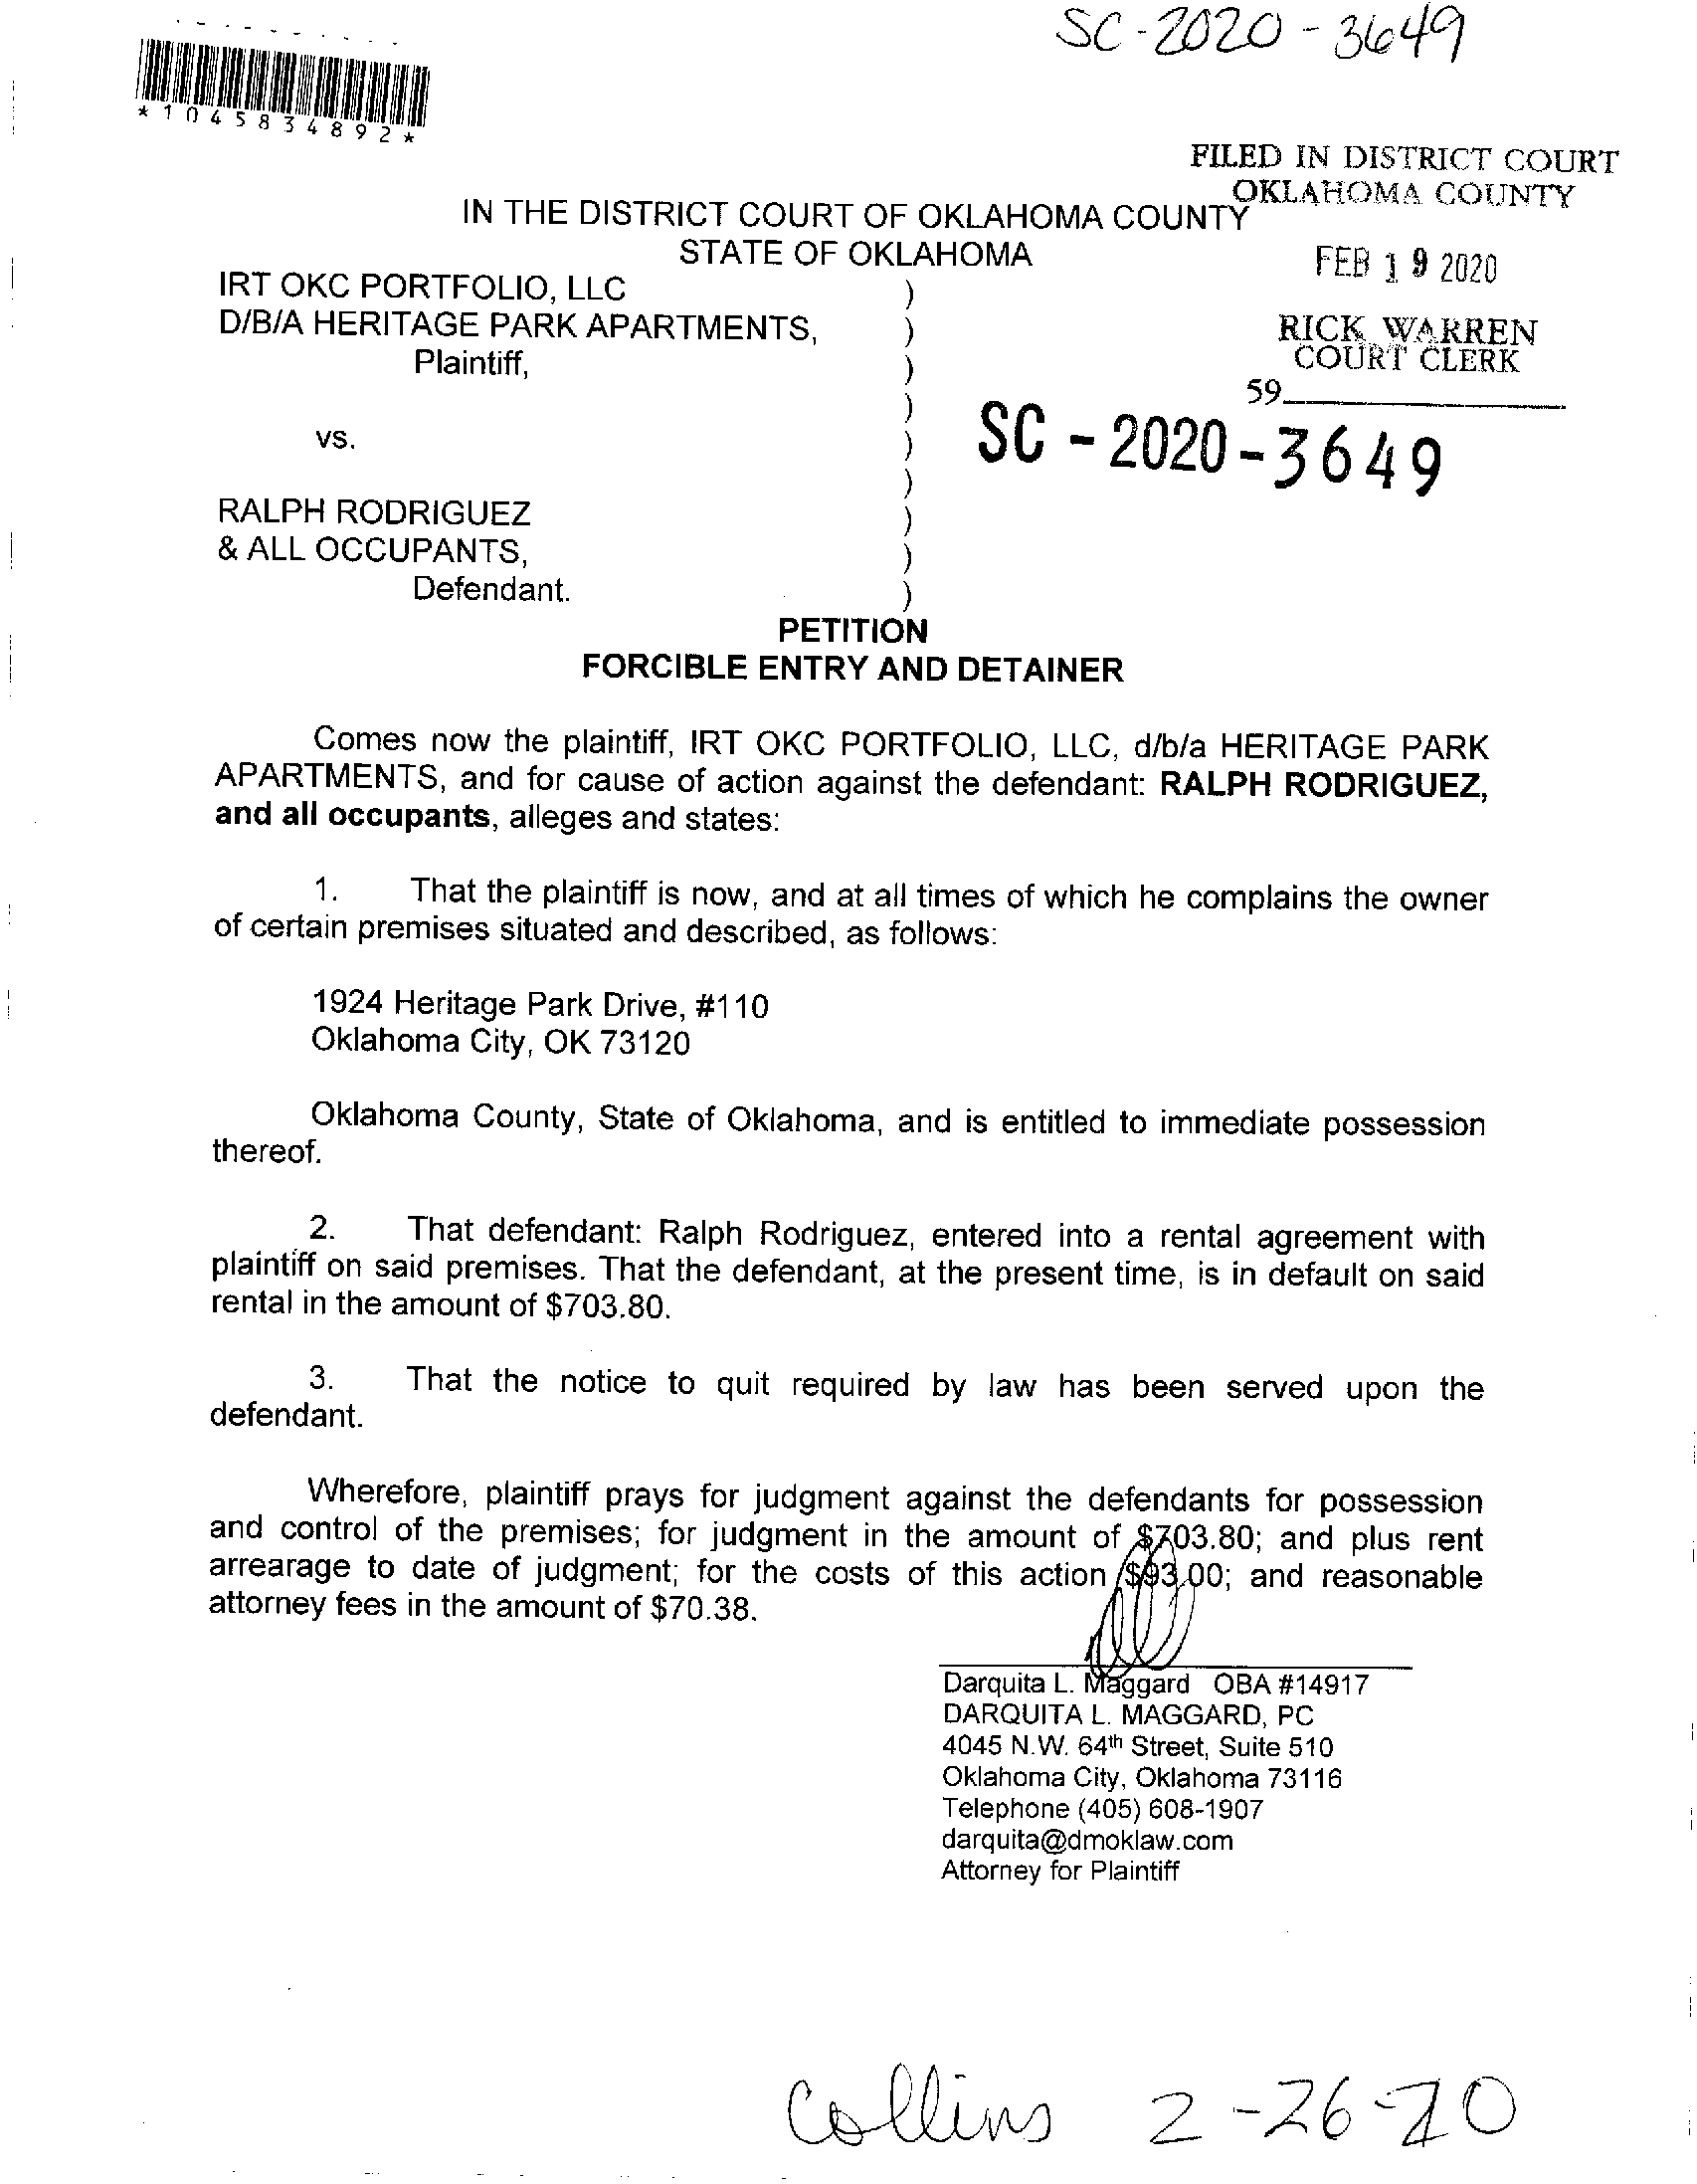 SC-2020-3649
*1045834892*
FILED IN DISTRICT COURT
OKLAHOMA COUNTY
IN THE DISTRICT COURT OF OKLAHOMA COUNTY
STATE OF OKLAHOMA
FEB 19 2020
IRT OKC PORTFOLIO, LLC )
D/B/A HERITAGE PARK APARTMENTS, )
RICK WARREN
COURT CLERK
Plaintiff, )
59
)
vs. )
SC-2020-3649
)
RALPH RODRIGUEZ )
& ALL OCCUPANTS, )
Defendant. )
PETITION
FORCIBLE ENTRY AND DETAINER
Comes now the plaintiff, IRT OKC PORTFOLIO, LLC, d/b/a HERITAGE PARK
APARTMENTS, and for cause of action against the defendant: RALPH RODRIGUEZ,
and all occupants, alleges and states:
1. That the plaintiff is now, and at all times of which he complains the owner
of certain premises situated and described, as follows:
1924 Heritage Park Drive, #110
Oklahoma City, OK 73120
Oklahoma County, State of Oklahoma, and is entitled to immediate possession
thereof.
2. That defendant: Ralph Rodriguez, entered into a rental agreement with
plaintiff on said premises. That the defendant, at the present time, is in default on said
rental in the amount of $703.80.
3. That the notice to quit required by law has been served upon the
defendant.
Wherefore, plaintiff prays for judgment against the defendants for possession
and control of the premises; for judgment in the amount of $703.80; and plus rent
arrearage to date of judgment; for the costs of this action $93.00; and reasonable
attorney fees in the amount of $70.38.
Darquita L. Maggard OBA #14917
DARQUITA L. MAGGARD, PC
4045 N.W. 64th Street, Suite 510
Oklahoma City, Oklahoma 73116
Telephone (405) 608-1907
darquita@dmoklaw.com
Attorney for Plaintiff
Collins 2-26-20